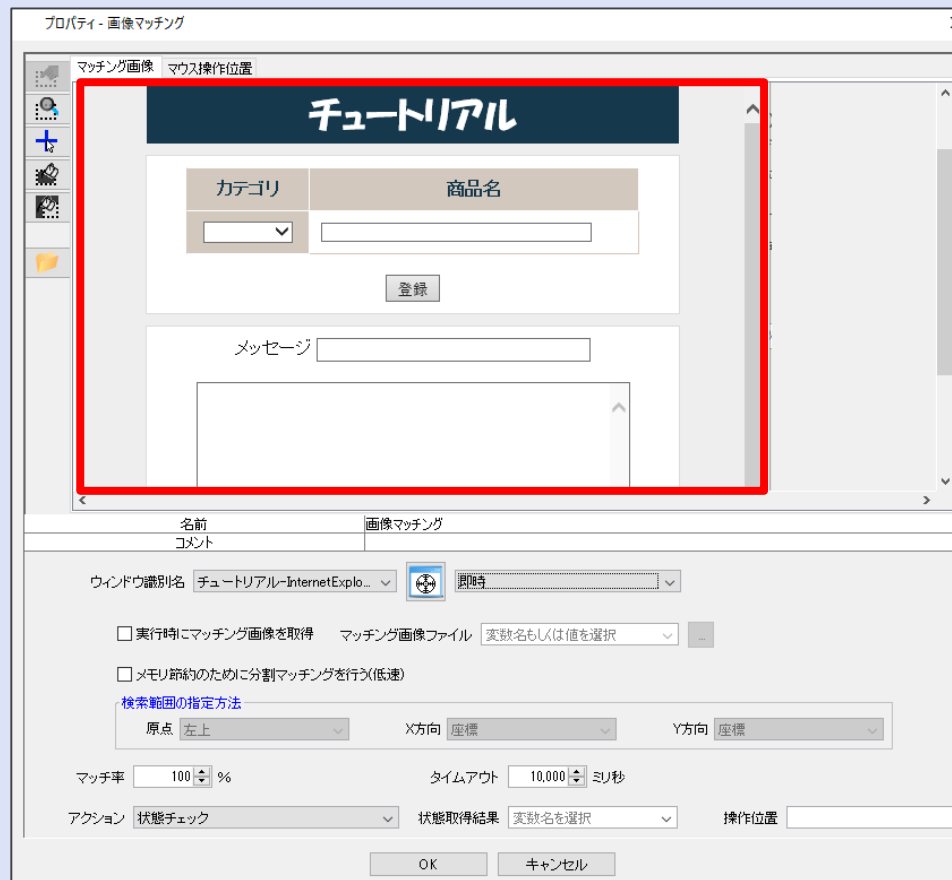 プロパティ - 画像マッチング
マッチング画像 マウス操作位置
チュートリアル
カテゴリ 商品名
登録
メッセージ
名前 画像マッチング
コメント
ウィンドウ識別名 チュートリアル-InternetExplo... 即時
実行時にマッチング画像を取得 マッチング画像ファイル 変数名もしくは値を選択 ...
メモリ節約のために分割マッチングを行う(低速)
検索範囲の指定方法
原点 左上 X方向 座標 Y方向 座標
マッチ率 100 % タイムアウト 10,000 ミリ秒
アクション 状態チェック 状態取得結果 変数名を選択 操作位置
OK キャンセル